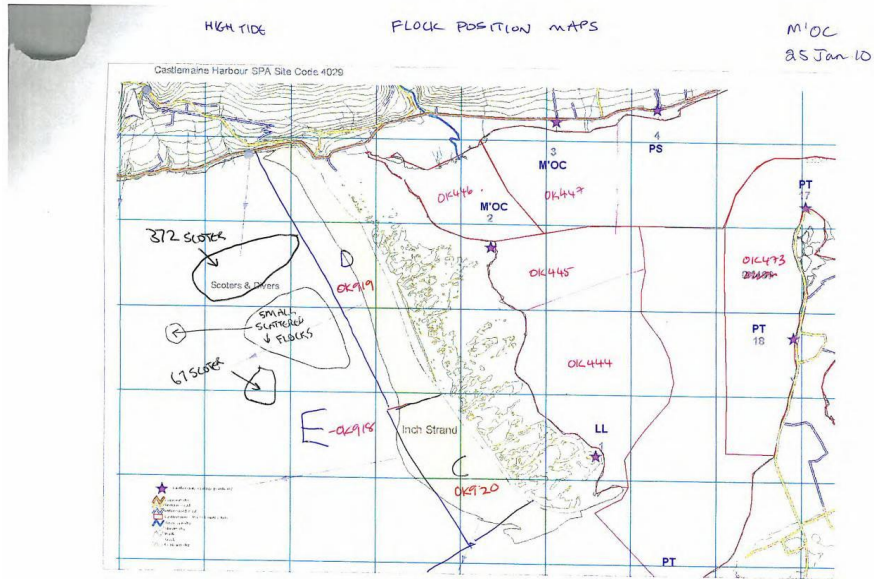 HIGH TIDE
FLOCK POSITION MAPS
M'OC
25 Jan 10
Castlemaine Harbour SPA Site Code 4029
3
M'OC
4
PS
OK446
OK447
M'OC
2
PT
17
372 SCOTER
Scoters & Divers
D
OK919
OK445
OK473
SMALL
SCATTERED
FLOCKS
PT
18
67 SCOTER
OK444
E
-OK918
Inch Strand
LL
1
C
OK920
PT